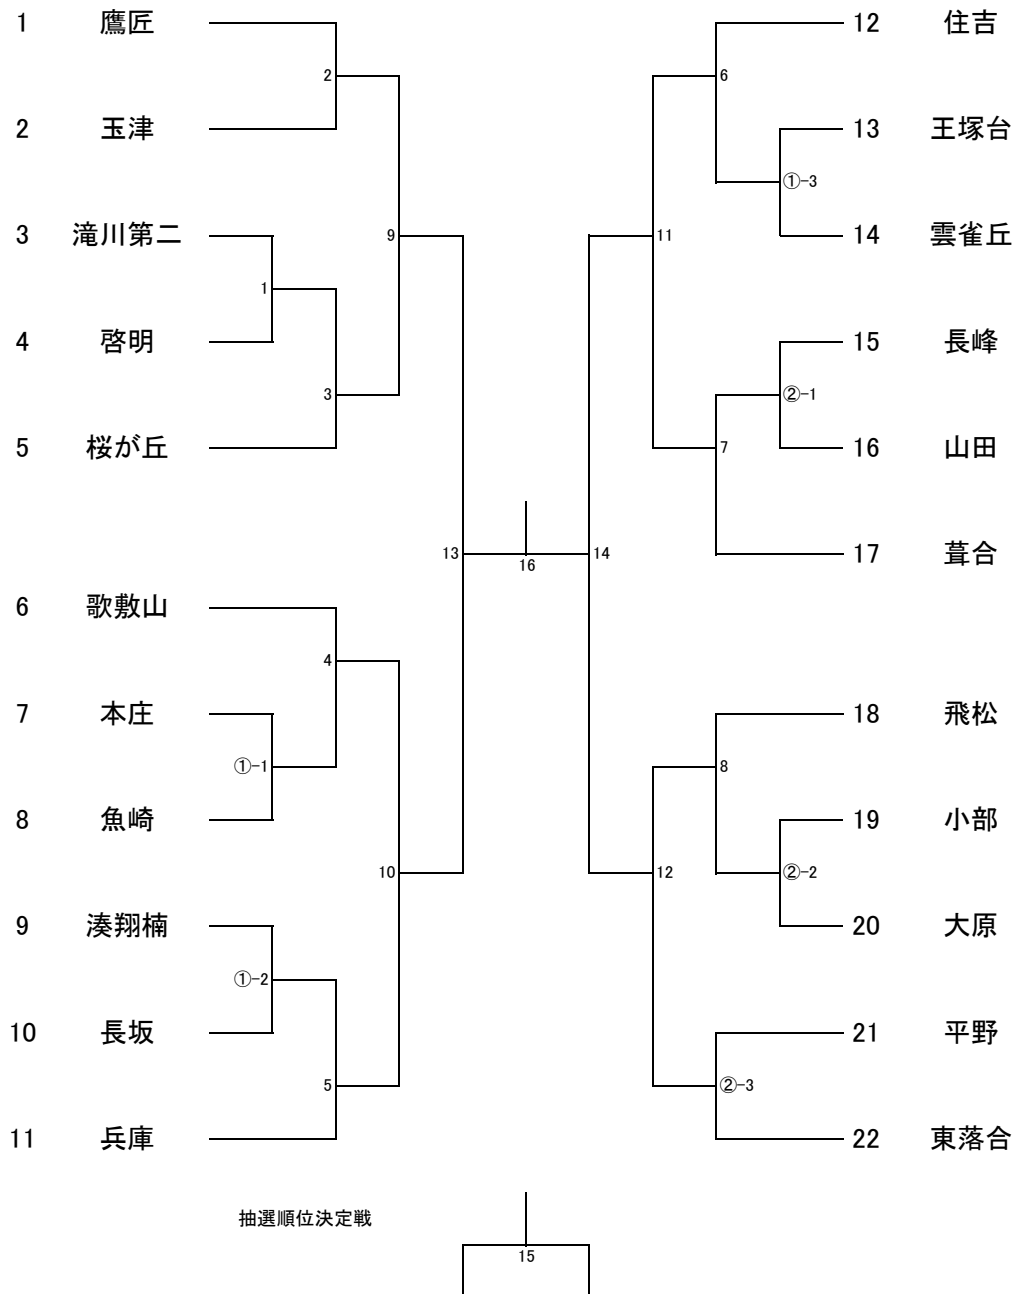 1 鷹匠
2
2 玉津
3 滝川第二
1
4 啓明
9
3
5 桜が丘
13
6 歌敷山
4
7 本庄
①-1
8 魚崎
10
9 湊翔楠
①-2
10 長坂
5
11 兵庫
16
12 住吉
6
13 王塚台
①-3
14 雲雀丘
11
15 長峰
②-1
16 山田
7
17 葺合
14
18 飛松
8
19 小部
②-2
20 大原
12
21 平野
②-3
22 東落合
抽選順位決定戦
15